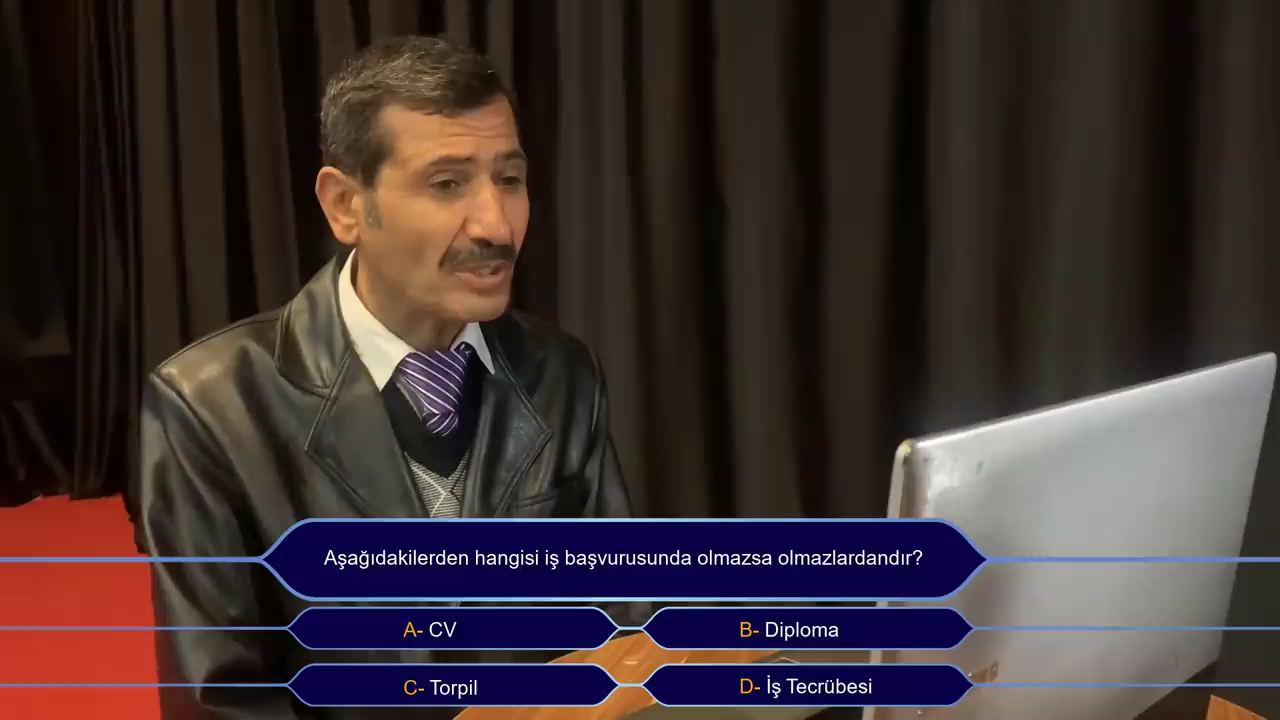 Aşağıdakilerden hangisi iş başvurusunda olmazsa olmazlardandır?
A- CV
B- Diploma
C- Torpil
D- İş Tecrübesi